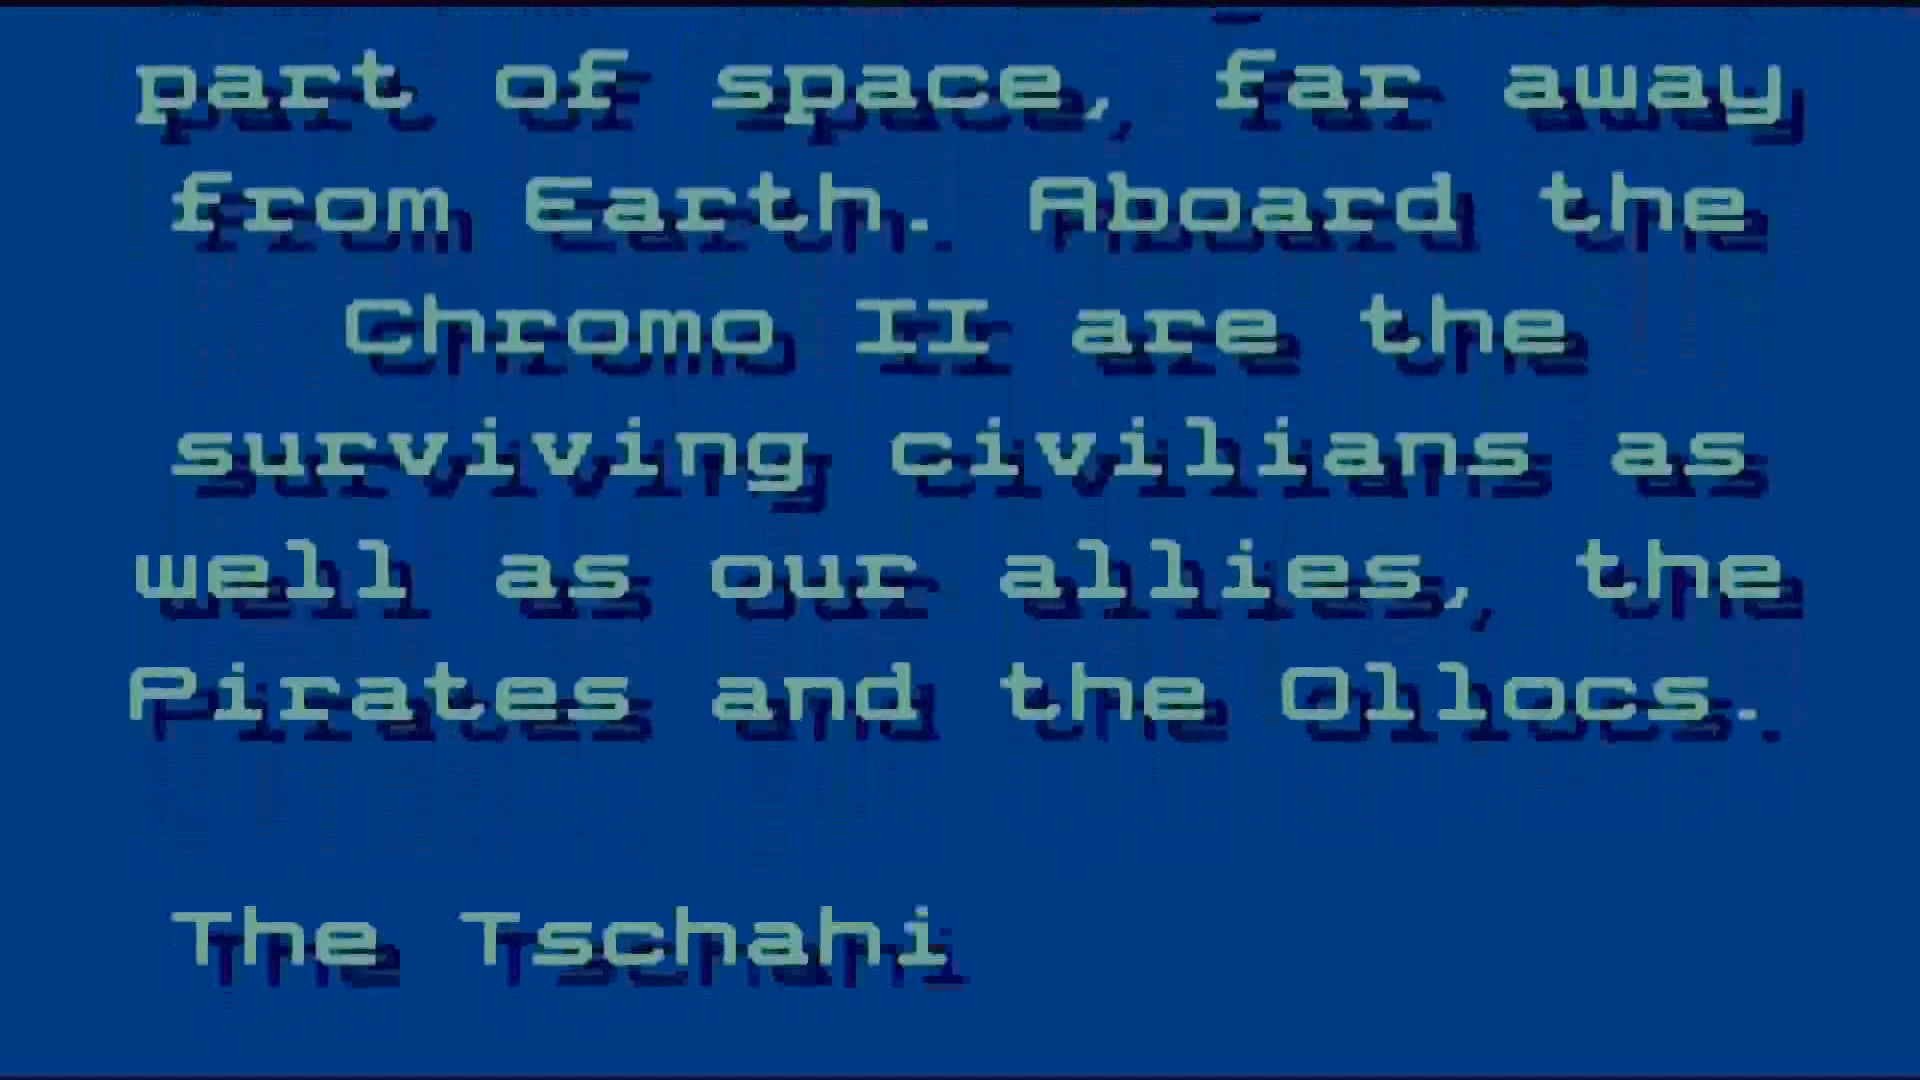 part of space, far away
from Earth. Aboard the
Chromo II are the
surviving civilians as
well as our allies, the
Pirates and the Ollocs.
The Tschahi